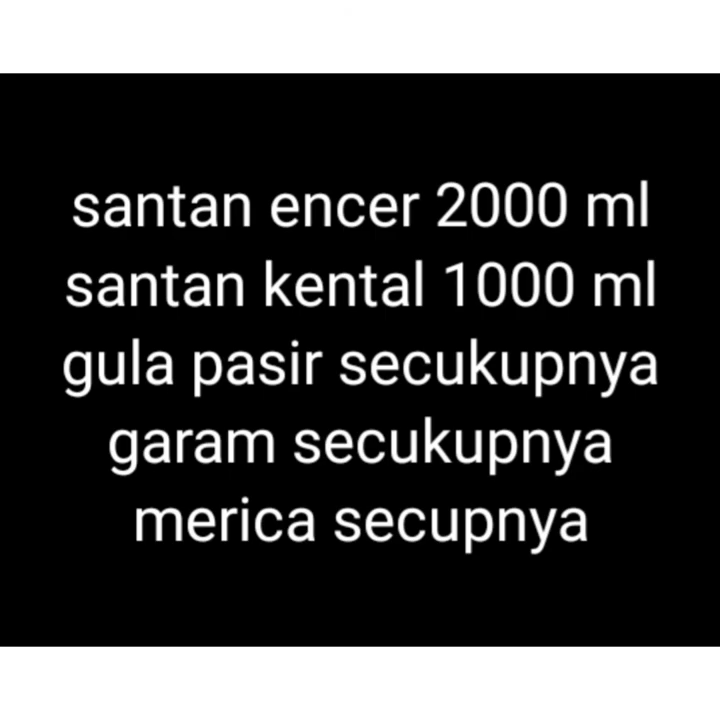 santan encer 2000 ml
santan kental 1000 ml
gula pasir secukupnya
garam secukupnya
merica secupnya